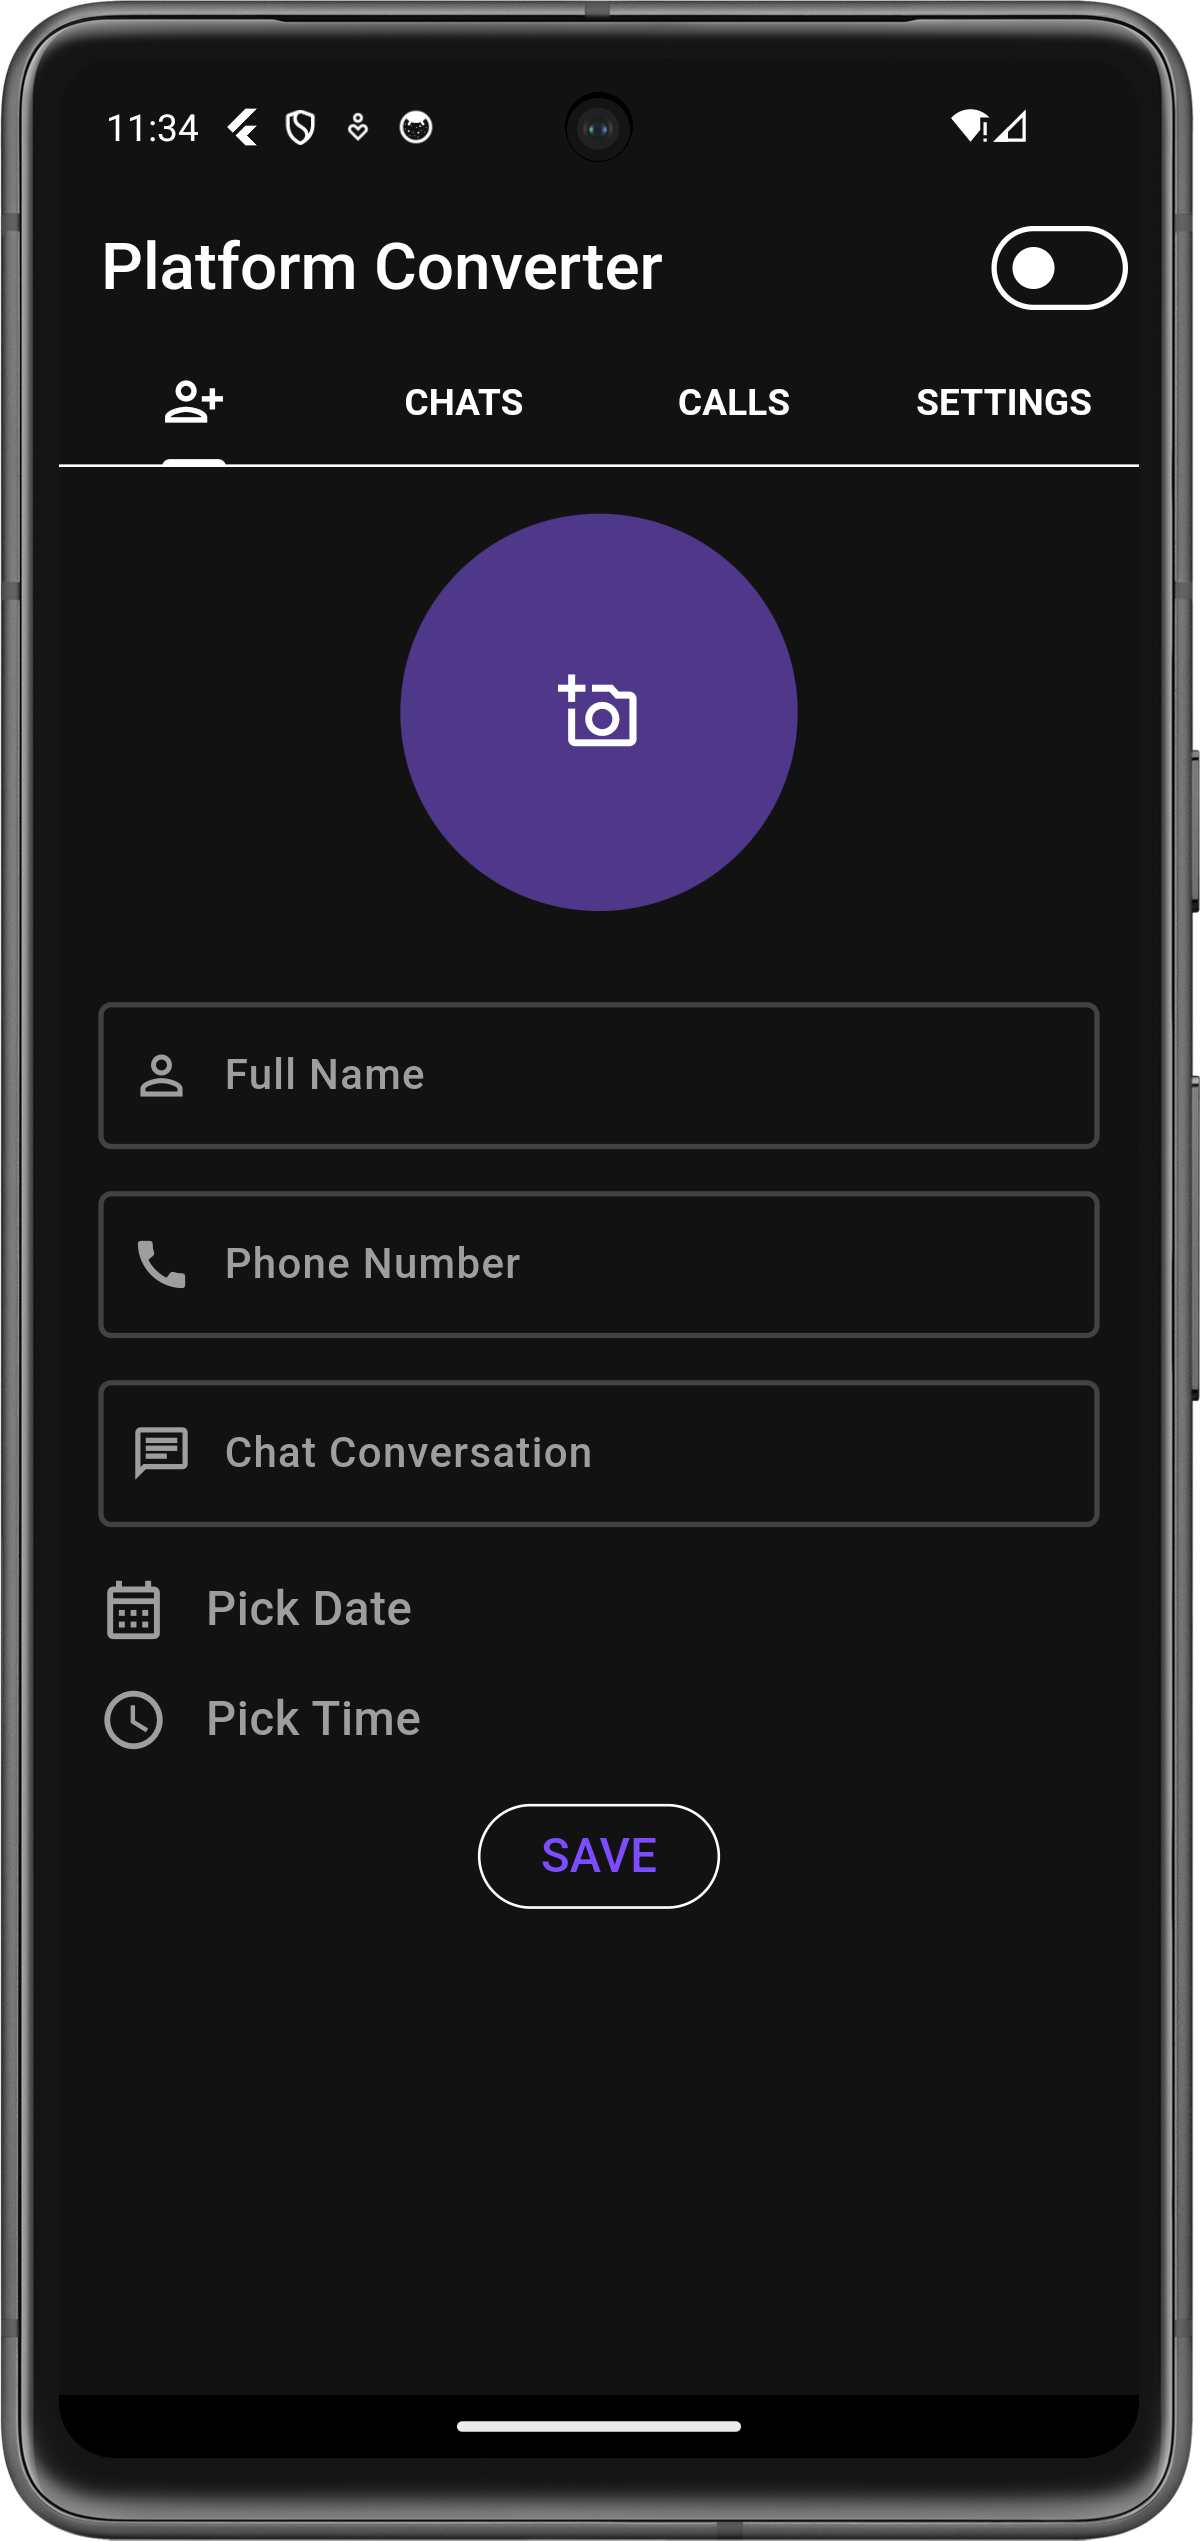 11:34
Platform Converter
CHATS CALLS SETTINGS
Full Name
Phone Number
Chat Conversation
Pick Date
Pick Time
SAVE